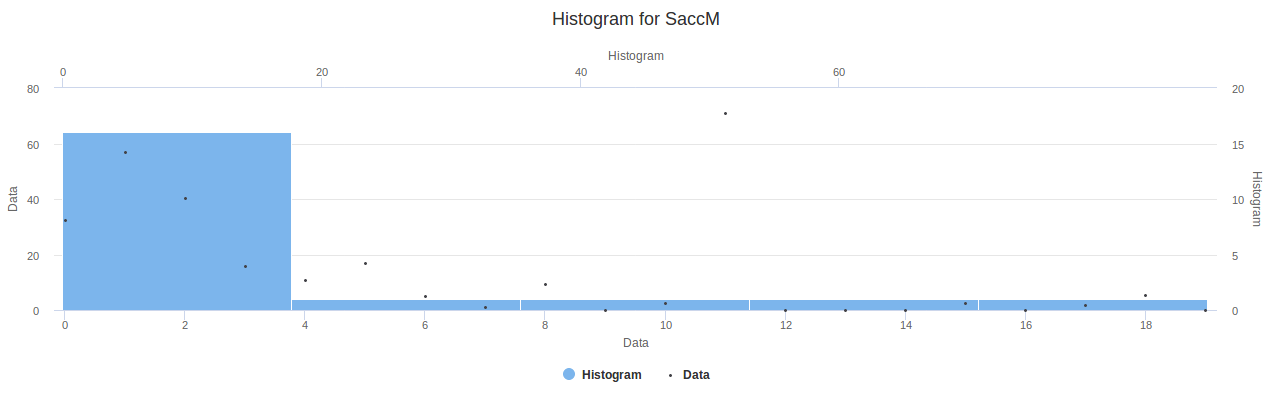 Histogram for SaccM
Histogram
0 20 40 60
80 20
60 15
40 10
20 5
0 0
Data
Histogram
0 2 4 6 8 10 12 14 16 18
Data
Histogram Data